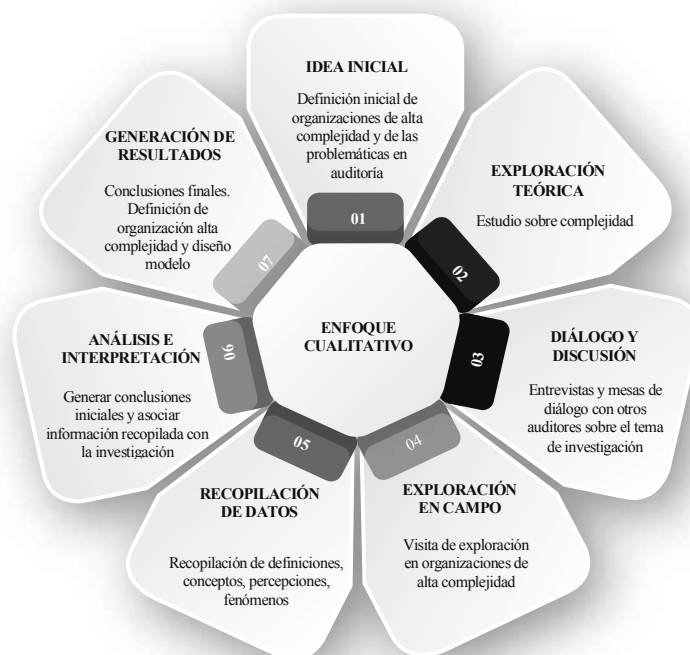 IDEA INICIAL
Definición inicial de
organizaciones de alta
complejidad y de las
problemáticas en
auditoría
01
EXPLORACIÓN
TEÓRICA
Estudio sobre complejidad
02
DIÁLOGO Y
DISCUSIÓN
Entrevistas y mesas de
diálogo con otros
auditores sobre el tema
de investigación
03
EXPLORACIÓN
EN CAMPO
Visita de exploración
en organizaciones de
alta complejidad
04
RECOPILACIÓN
DE DATOS
Recopilación de definiciones,
conceptos, percepciones,
fenómenos
05
ANÁLISIS E
INTERPRETACIÓN
Generar conclusiones
iniciales y asociar
información recopilada con
la investigación
06
GENERACIÓN DE
RESULTADOS
Conclusiones finales.
Definición de
organización alta
complejidad y diseño
modelo
07
ENFOQUE
CUALITATIVO